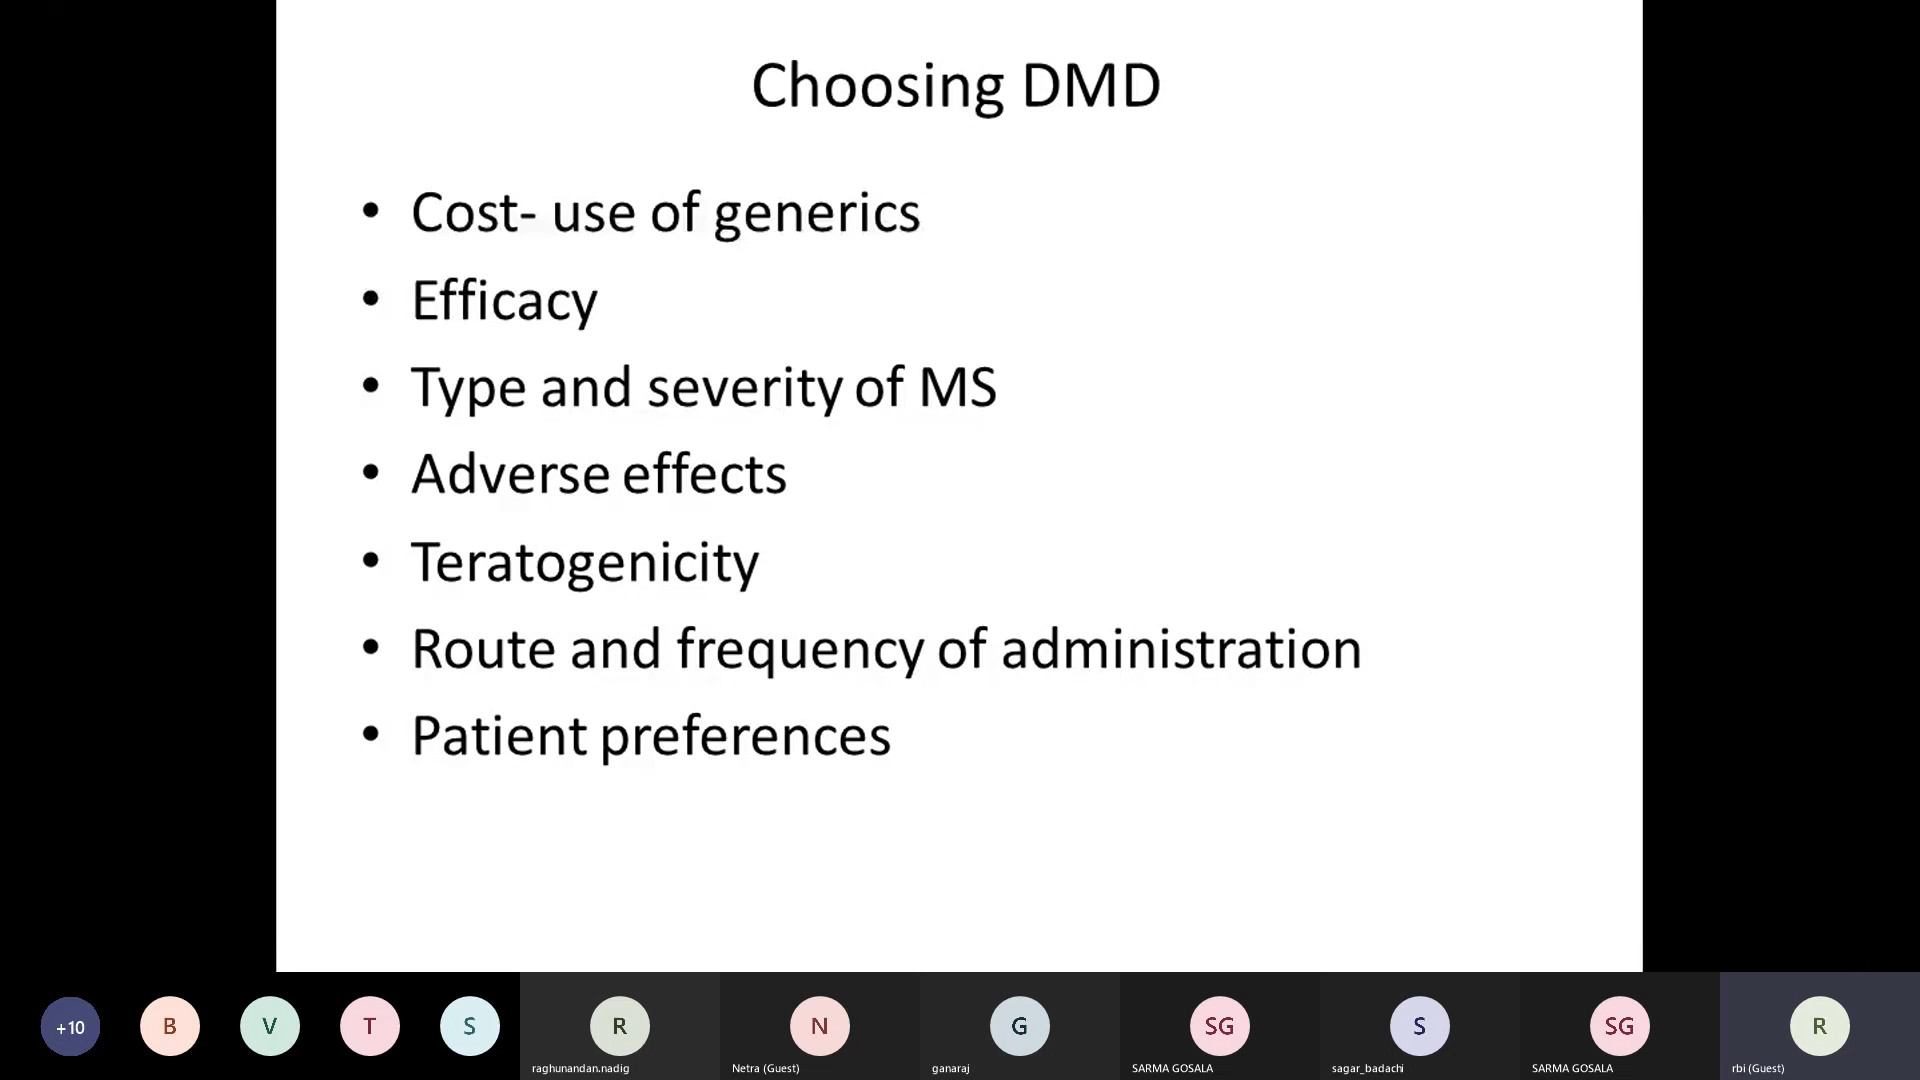 Choosing DMD
• Cost- use of generics
• Efficacy
• Type and severity of MS
• Adverse effects
• Teratogenicity
• Route and frequency of administration
• Patient preferences
+10
B
V
T
S
R
N
G
SG
S
SG
R
raghunandan.nadig
Netra (Guest)
ganaraj
SARMA GOSALA
sagar_badachi
SARMA GOSALA
rbi (Guest)